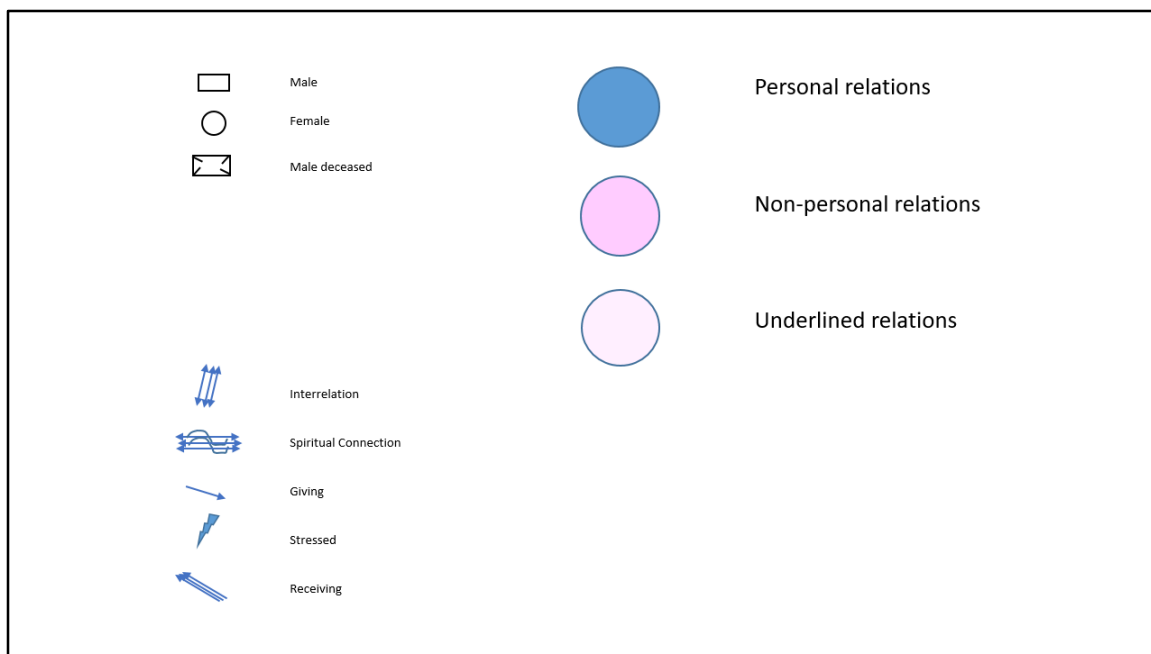 Male
Female
Male deceased
Interrelation
Spiritual Connection
Giving
Stressed
Receiving
Personal relations
Non-personal relations
Underlined relations